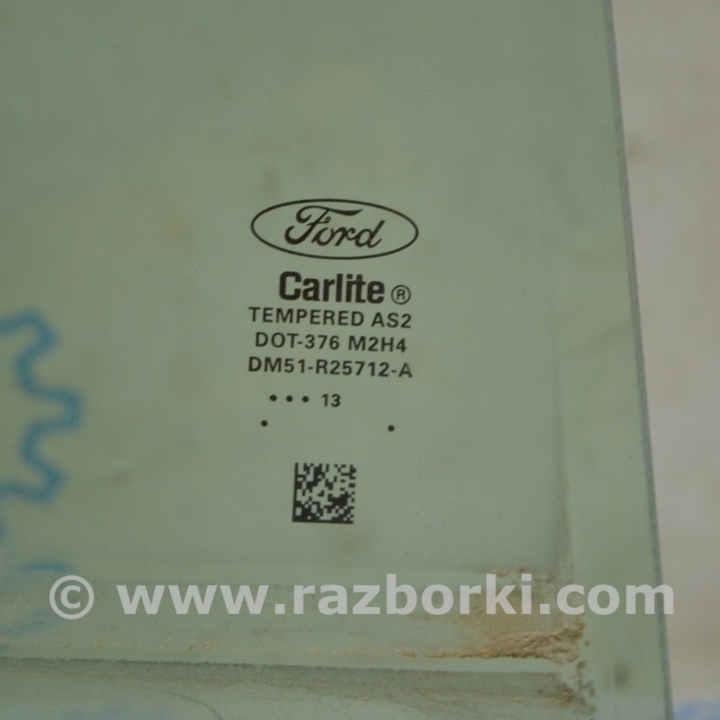 Ford
Carlite ®
TEMPERED AS2
DOT-376 M2H4
DM51-R25712-A
••• 13
© www.razborki.com